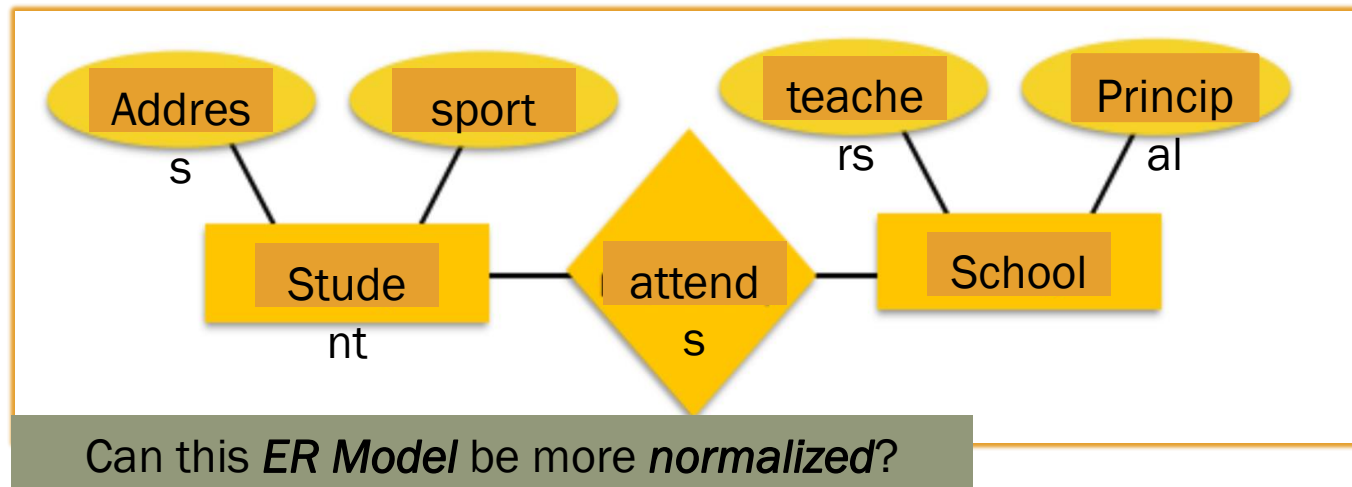 Addres
s
sport
teache
rs
Princip
al
Stude
nt
attend
s
School
Can this ER Model be more normalized?